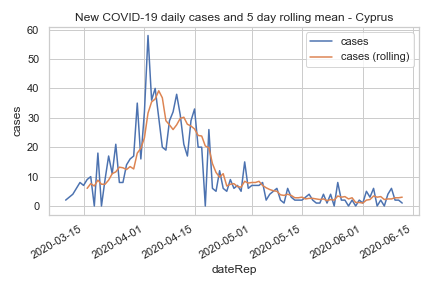 New COVID-19 daily cases and 5 day rolling mean - Cyprus
60
50
40
30
20
10
0
cases
cases
cases (rolling)
2020-03-15
2020-04-01
2020-04-15
2020-05-01
2020-05-15
2020-06-01
2020-06-15
dateRep